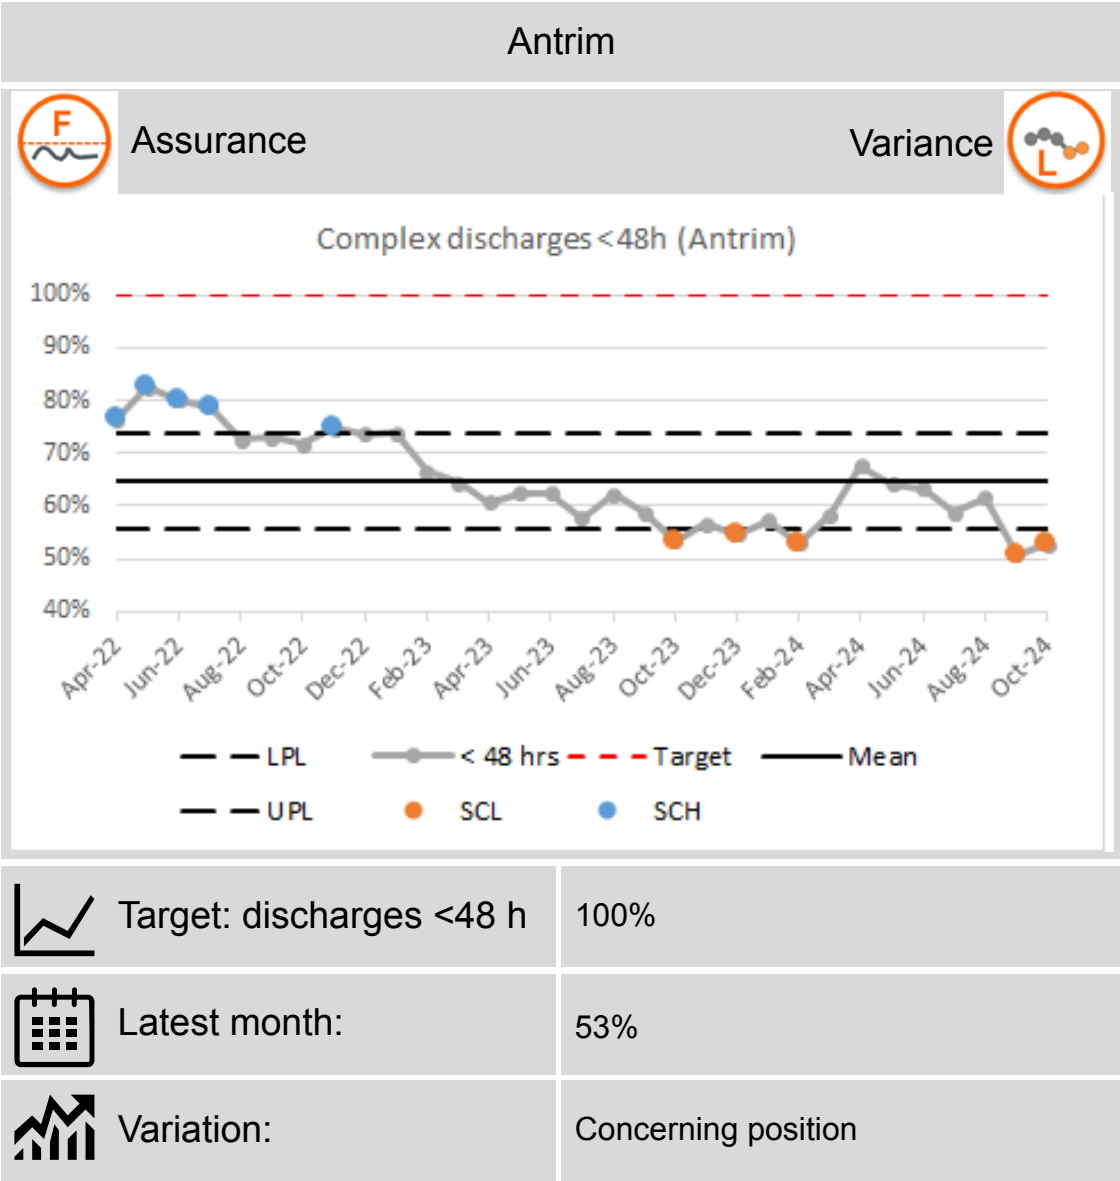 Antrim
F
Assurance
Variance
L
Complex discharges <48h (Antrim)
100%
90%
80%
70%
60%
50%
40%
Apr-22
Jun-22
Aug-22
Oct-22
Dec-22
Feb-23
Apr-23
Jun-23
Aug-23
Oct-23
Dec-23
Feb-24
Apr-24
Jun-24
Aug-24
Oct-24
LPL
< 48 hrs
Target
Mean
UPL
SCL
SCH
Target: discharges <48 h
100%
Latest month:
53%
Variation:
Concerning position